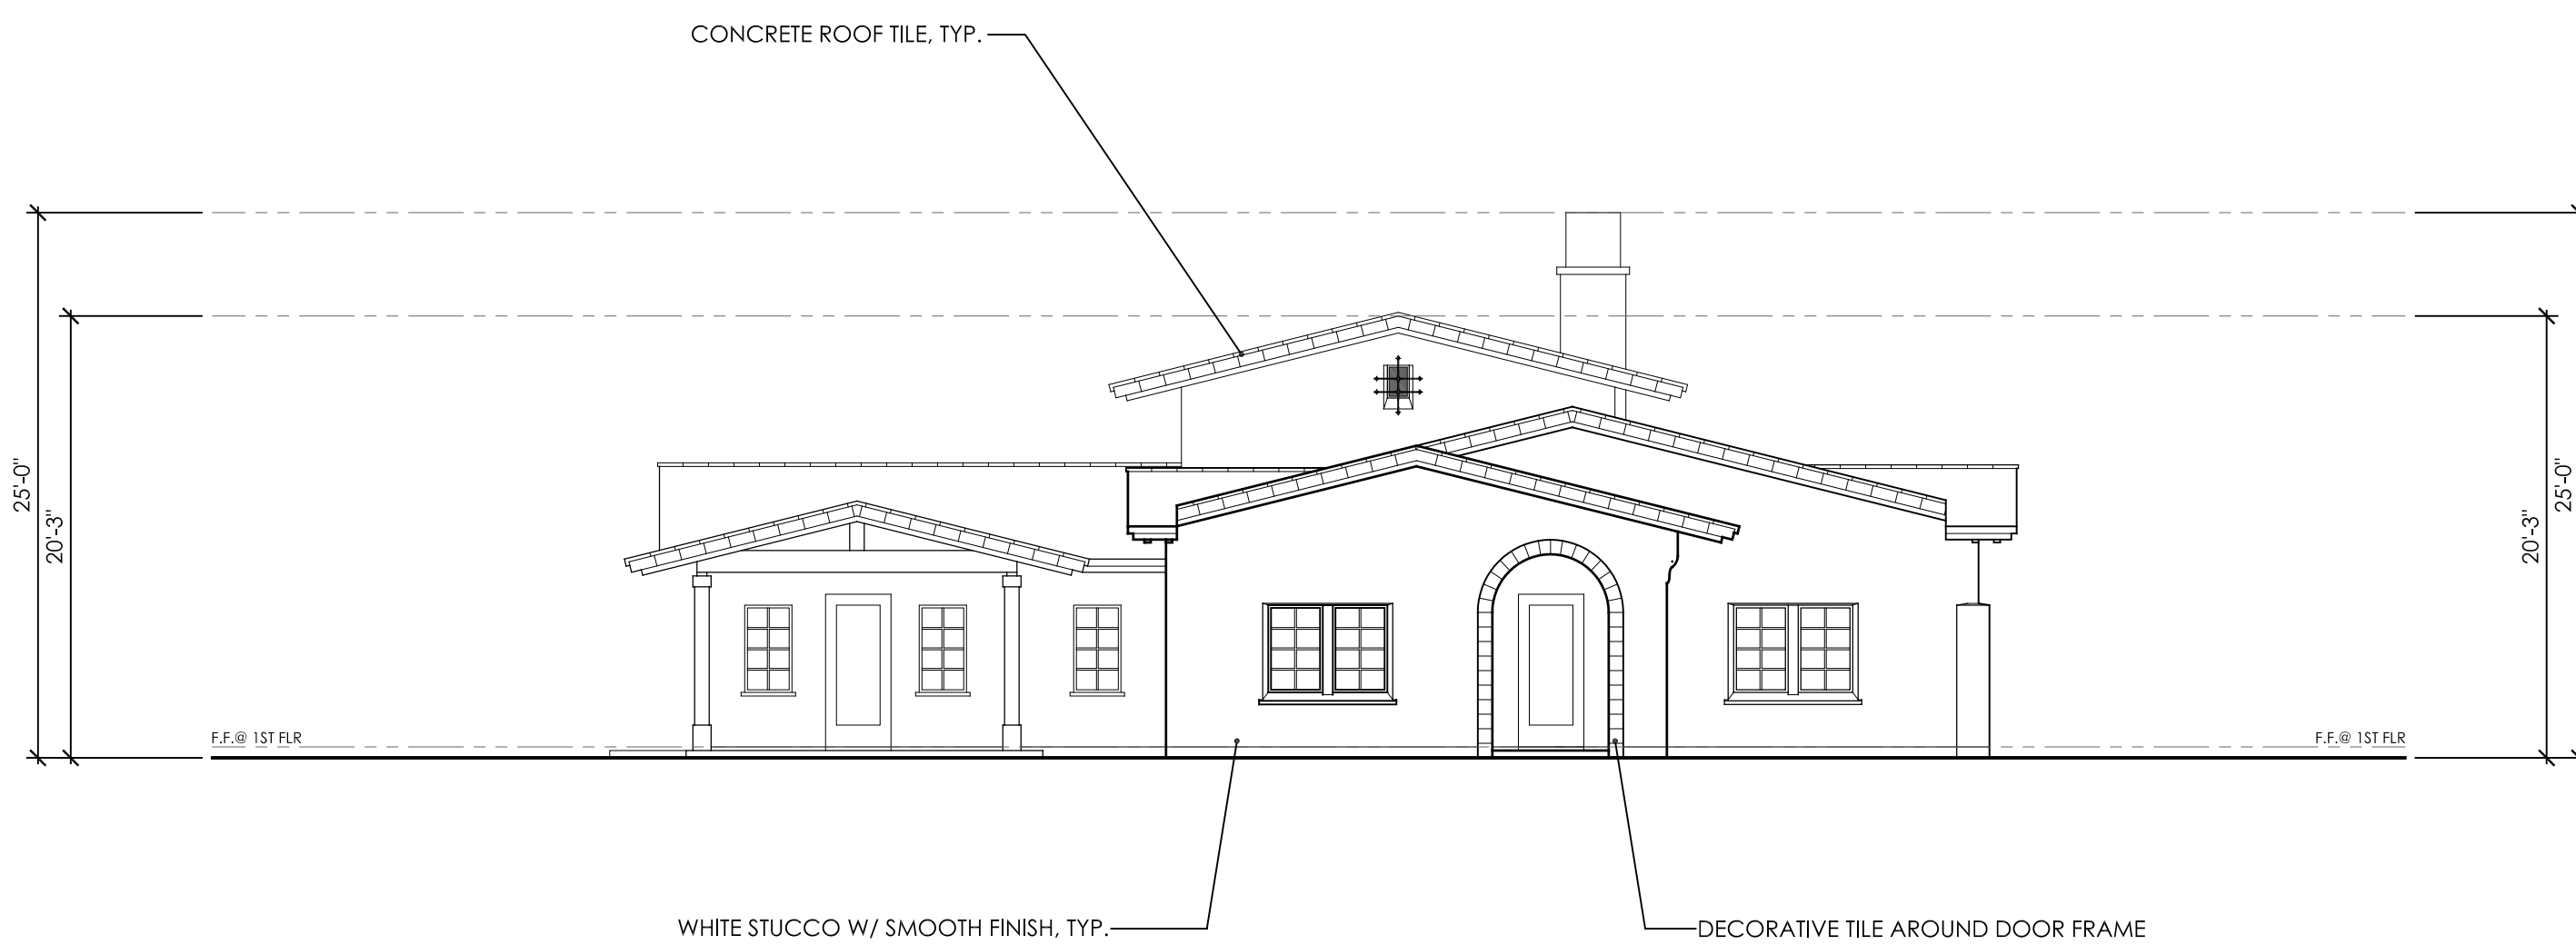 CONCRETE ROOF TILE, TYP.
25'-0"
20'-3"
20'-3"
25'-0"
F.F.@ 1ST FLR
F.F.@ 1ST FLR
WHITE STUCCO W/ SMOOTH FINISH, TYP.
DECORATIVE TILE AROUND DOOR FRAME